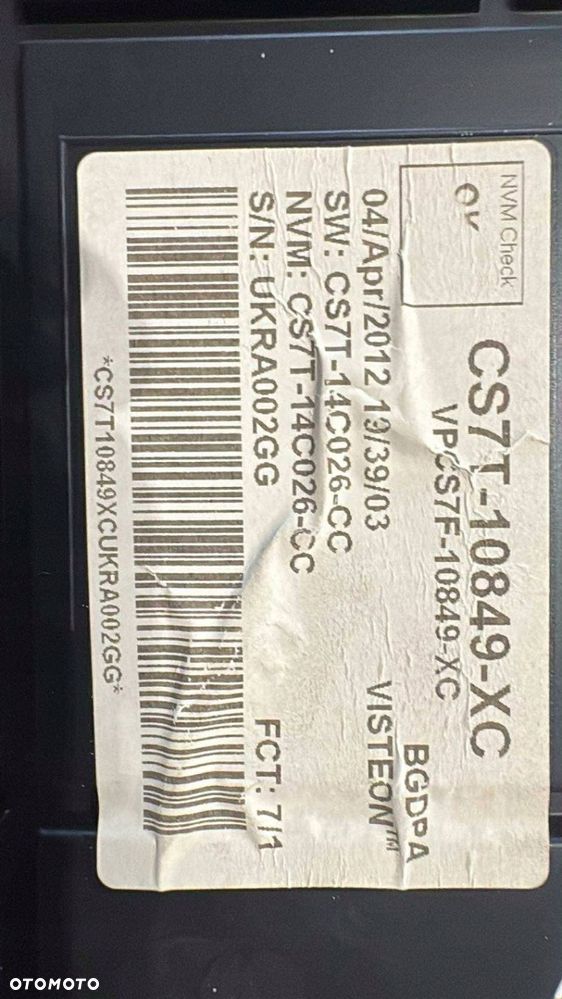 NVM Check
OK
CS7T-10849-XC
VPCS7F-10849-XC
BGDPA
04/Apr/2012 19/39/03
VISTEON™
SW: CS7T-14C026-CC
NVM: CS7T-14C026-CC
S/N: UKRA002GG
FCT: 7/1
*CS7T10849XCUKRA002GG*
OTOMOTO